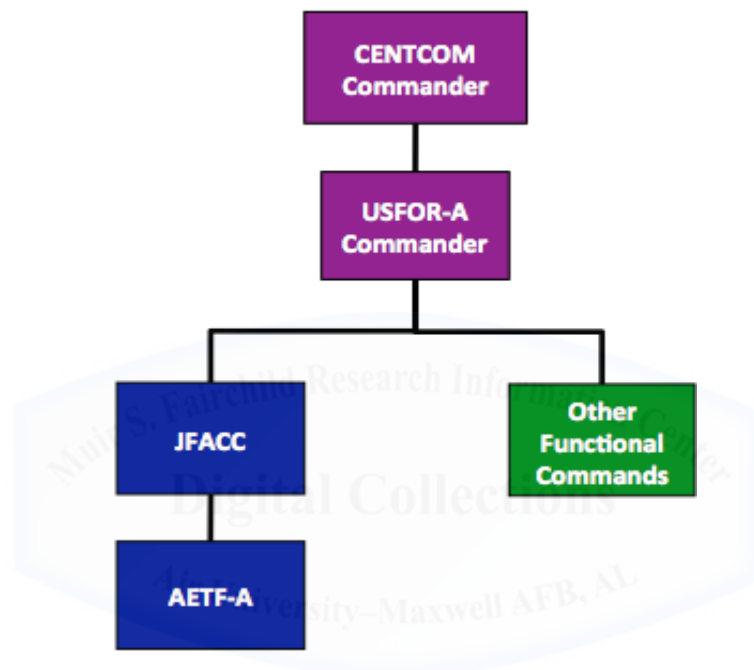 CENTCOM
Commander
USFOR-A
Commander
JFACC
Other
Functional
Commands
AETF-A
Muir S. Fairchild Research Information Center
Digital Collections
Air University–Maxwell AFB, AL